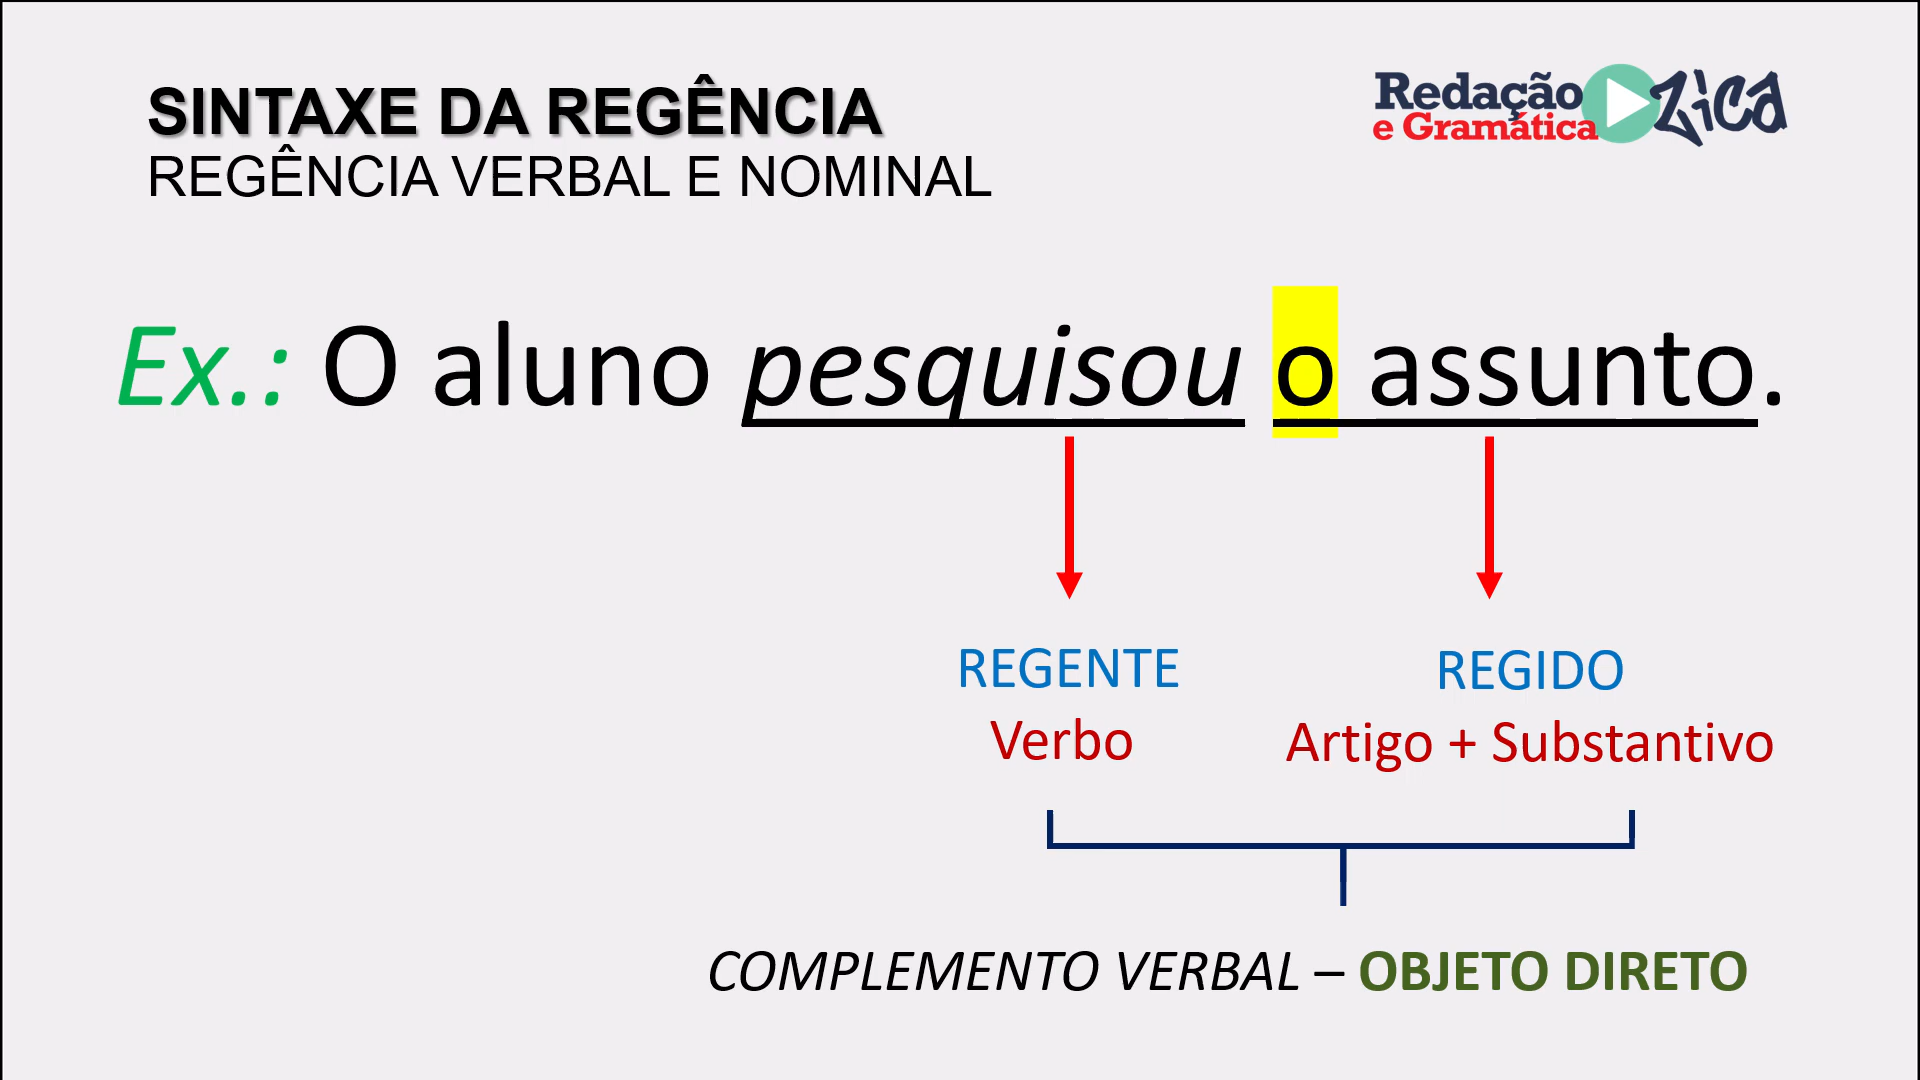 SINTAXE DA REGÊNCIA
REGÊNCIA VERBAL E NOMINAL
Redação
e Gramática
Zica
Ex.: O aluno pesquisou o assunto.
REGENTE
Verbo
REGIDO
Artigo + Substantivo
COMPLEMENTO VERBAL – OBJETO DIRETO